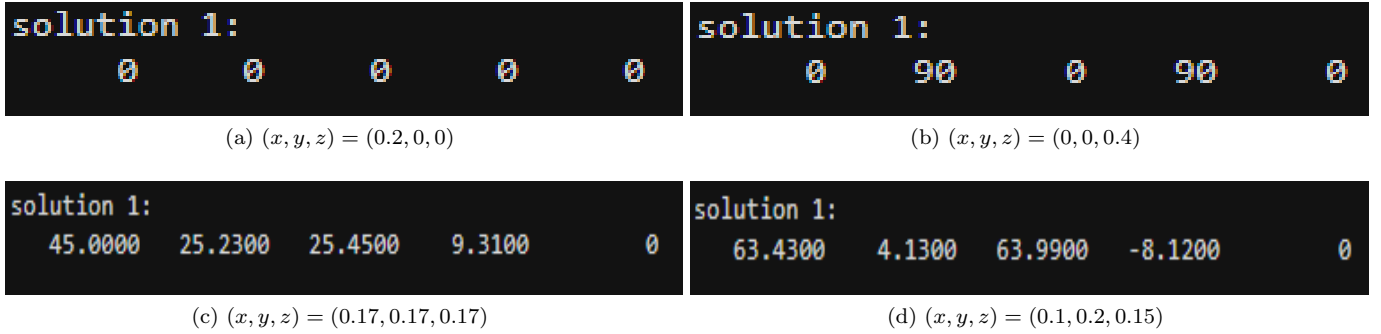 solution 1:
0 0 0 0 0
(a) (x, y, z) = (0.2, 0, 0)
solution 1:
0 90 0 90 0
(b) (x, y, z) = (0, 0, 0.4)
solution 1:
45.0000 25.2300 25.4500 9.3100 0
(c) (x, y, z) = (0.17, 0.17, 0.17)
solution 1:
63.4300 4.1300 63.9900 -8.1200 0
(d) (x, y, z) = (0.1, 0.2, 0.15)